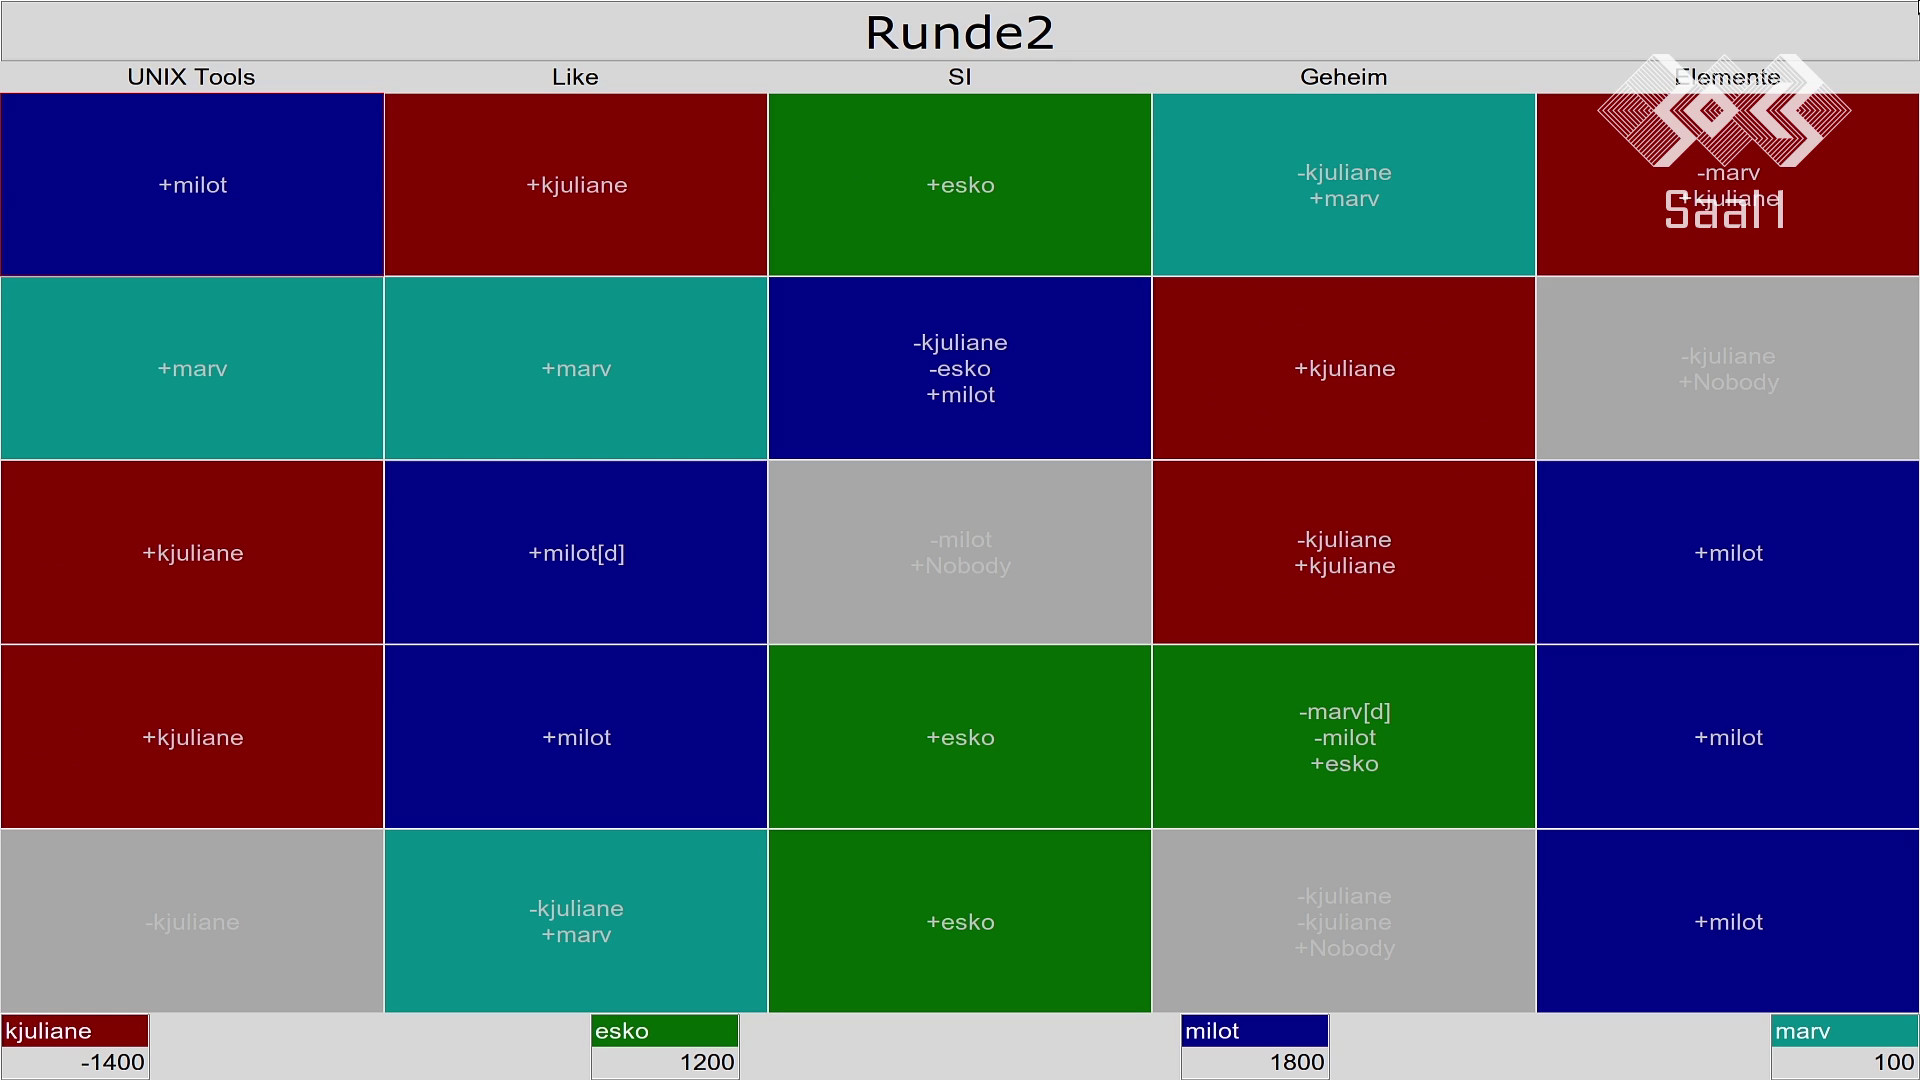 Runde2
UNIX Tools
Like
SI
Geheim
Elemente
+milot
+kjuliane
+esko
-kjuliane
+marv
-marv
+kjuliane
Saal1
+marv
+marv
-kjuliane
-esko
+milot
+kjuliane
-kjuliane
+Nobody
+kjuliane
+milot[d]
-milot
+Nobody
-kjuliane
+kjuliane
+milot
+kjuliane
+milot
+esko
-marv[d]
-milot
+esko
+milot
-kjuliane
-kjuliane
+marv
+esko
-kjuliane
-kjuliane
+Nobody
+milot
kjuliane
-1400
esko
1200
milot
1800
marv
100